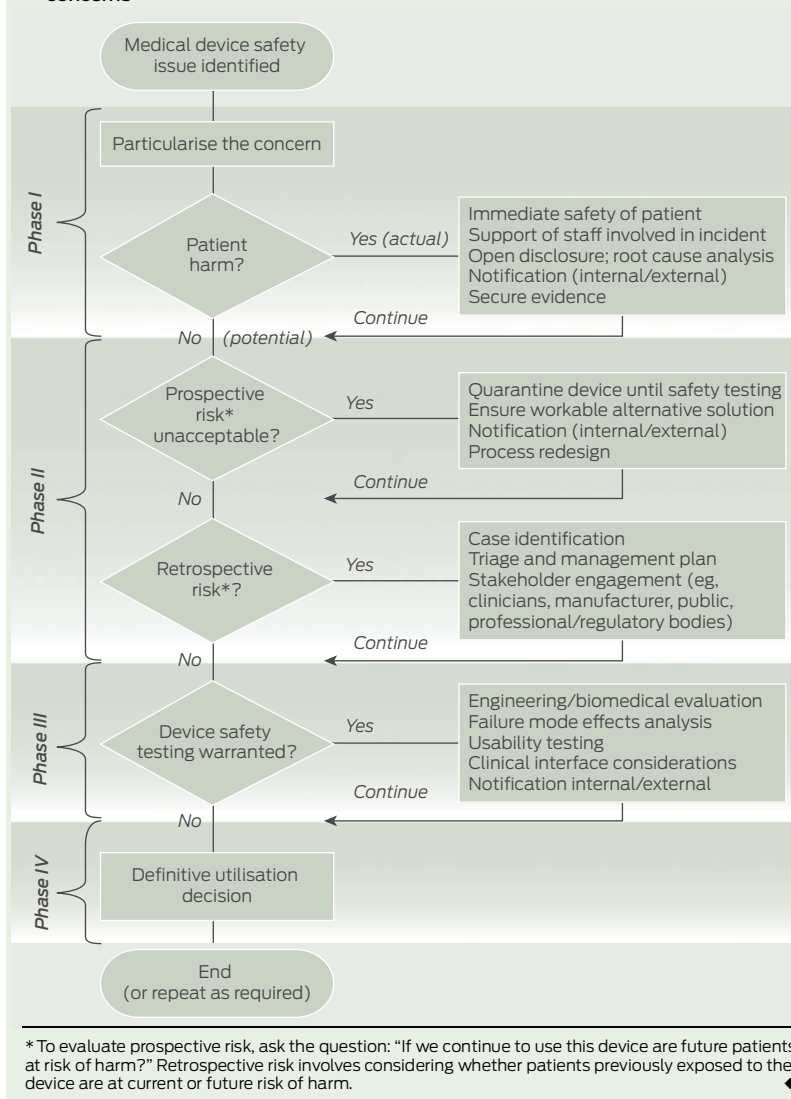 concerns
Medical device safety
issue identified
Phase I
Particularise the concern
Patient
harm?
Yes (actual)
Immediate safety of patient
Support of staff involved in incident
Open disclosure; root cause analysis
Notification (internal/external)
Secure evidence
Continue
No (potential)
Phase II
Prospective
risk*
unacceptable?
Yes
Quarantine device until safety testing
Ensure workable alternative solution
Notification (internal/external)
Process redesign
Continue
No
Retrospective
risk*?
Yes
Case identification
Triage and management plan
Stakeholder engagement (eg,
clinicians, manufacturer, public,
professional/regulatory bodies)
Continue
No
Phase III
Device safety
testing warranted?
Yes
Engineering/biomedical evaluation
Failure mode effects analysis
Usability testing
Clinical interface considerations
Notification internal/external
Continue
No
Phase IV
Definitive utilisation
decision
End
(or repeat as required)
* To evaluate prospective risk, ask the question: “If we continue to use this device are future patients
at risk of harm?” Retrospective risk involves considering whether patients previously exposed to the
device are at current or future risk of harm. ◆